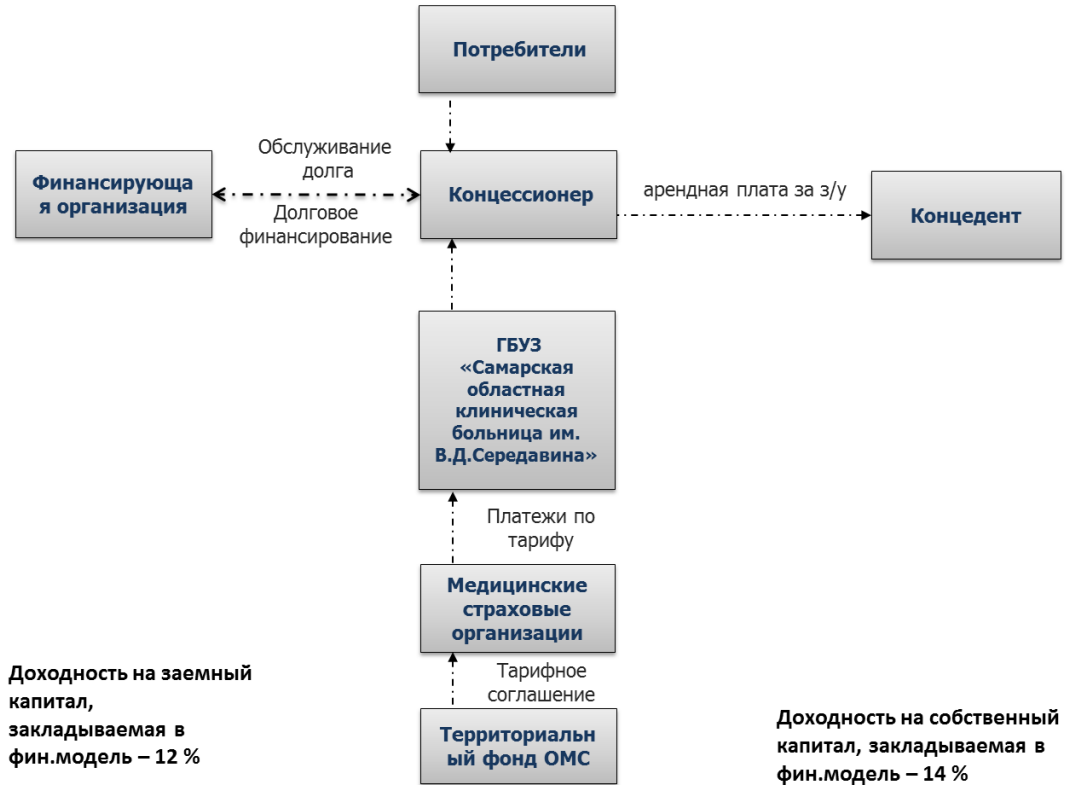 Потребители
Обслуживание
долга
Финансирующа
я организация
Долговое
финансирование
Концессионер
арендная плата за з/у
Концедент
ГБУЗ
«Самарская
областная
клиническая
больница им.
В.Д.Середавина»
Платежи по
тарифу
Медицинские
страховые
организации
Тарифное
соглашение
Территориальн
ый фонд ОМС
Доходность на заемный
капитал,
закладываемая в
фин.модель – 12 %
Доходность на собственный
капитал, закладываемая в
фин.модель – 14 %